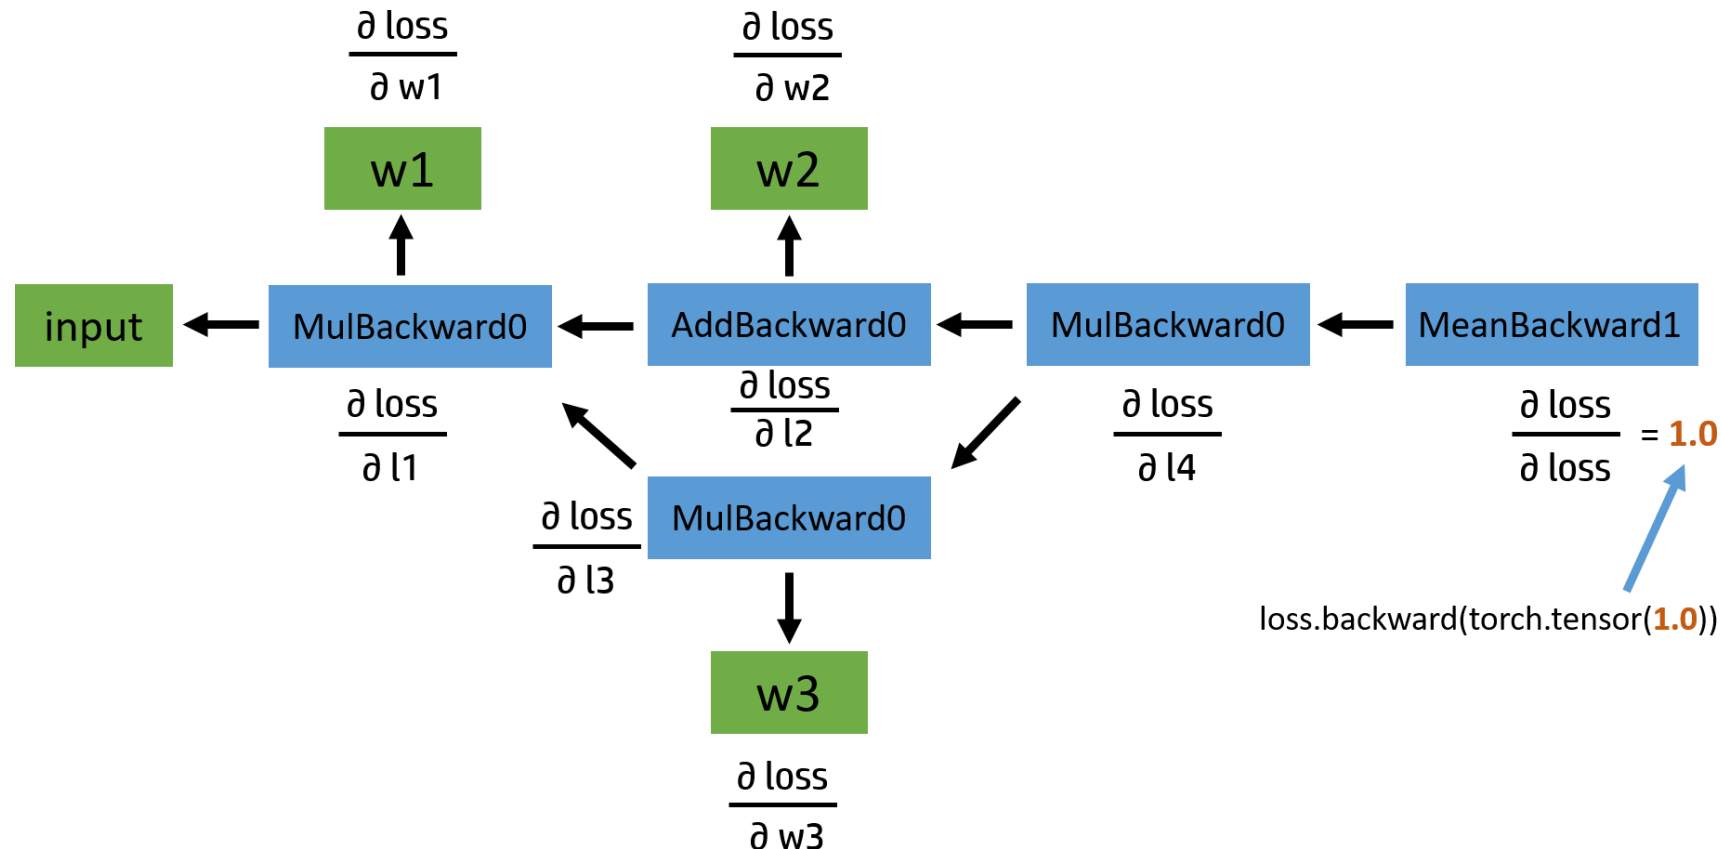 ∂ loss
∂ w1
∂ loss
∂ w2
w1
w2
input
MulBackward0
AddBackward0
MulBackward0
MeanBackward1
∂ loss
∂ l1
∂ loss
∂ l2
∂ loss
∂ l4
∂ loss
∂ loss
= 1.0
∂ loss
∂ l3
MulBackward0
loss.backward(torch.tensor(1.0))
w3
∂ loss
∂ w3